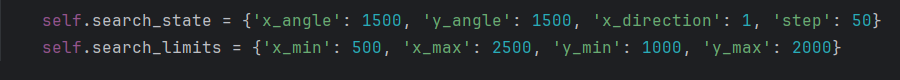 self.search_state = {'x_angle': 1500, 'y_angle': 1500, 'x_direction': 1, 'step': 50}
self.search_limits = {'x_min': 500, 'x_max': 2500, 'y_min': 1000, 'y_max': 2000}